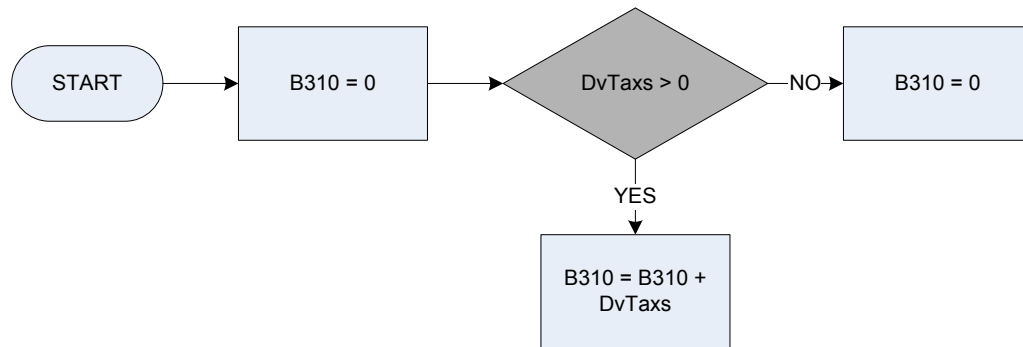 START
B310 = 0
DvTaxs > 0
NO
B310 = 0
YES
B310 = B310 +
DvTaxs